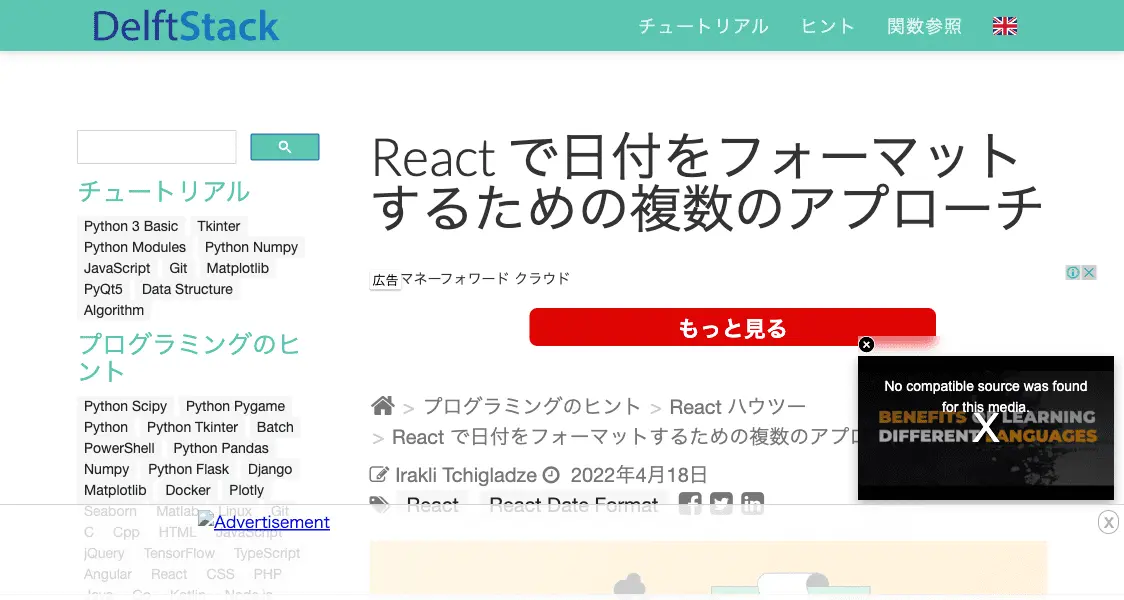 DelftStack
チュートリアル ヒント 関数参照
チュートリアル
Python 3 Basic Tkinter
Python Modules Python Numpy
JavaScript Git Matplotlib
PyQt5 Data Structure
Algorithm
プログラミングのヒ
ント
Python Scipy Python Pygame
Python Python Tkinter Batch
PowerShell Python Pandas
Numpy Python Flask Django
Matplotlib Docker Plotly
Seaborn Matlab Linux Git
C Cpp HTML JavaScript
jQuery TensorFlow TypeScript
Angular React CSS PHP
Java Go Kotlin Node.js
React で日付をフォーマット
するための複数のアプローチ
広告 マネーフォワード クラウド
もっと見る
> プログラミングのヒント > React ハウツー
> React で日付をフォーマットするための複数のアプロ
Irakli Tchigladze 2022年4月18日
React React Date Format
No compatible source was found
for this media.
BENEFITS OF LEARNING
DIFFERENT LANGUAGES
X
Advertisement
X